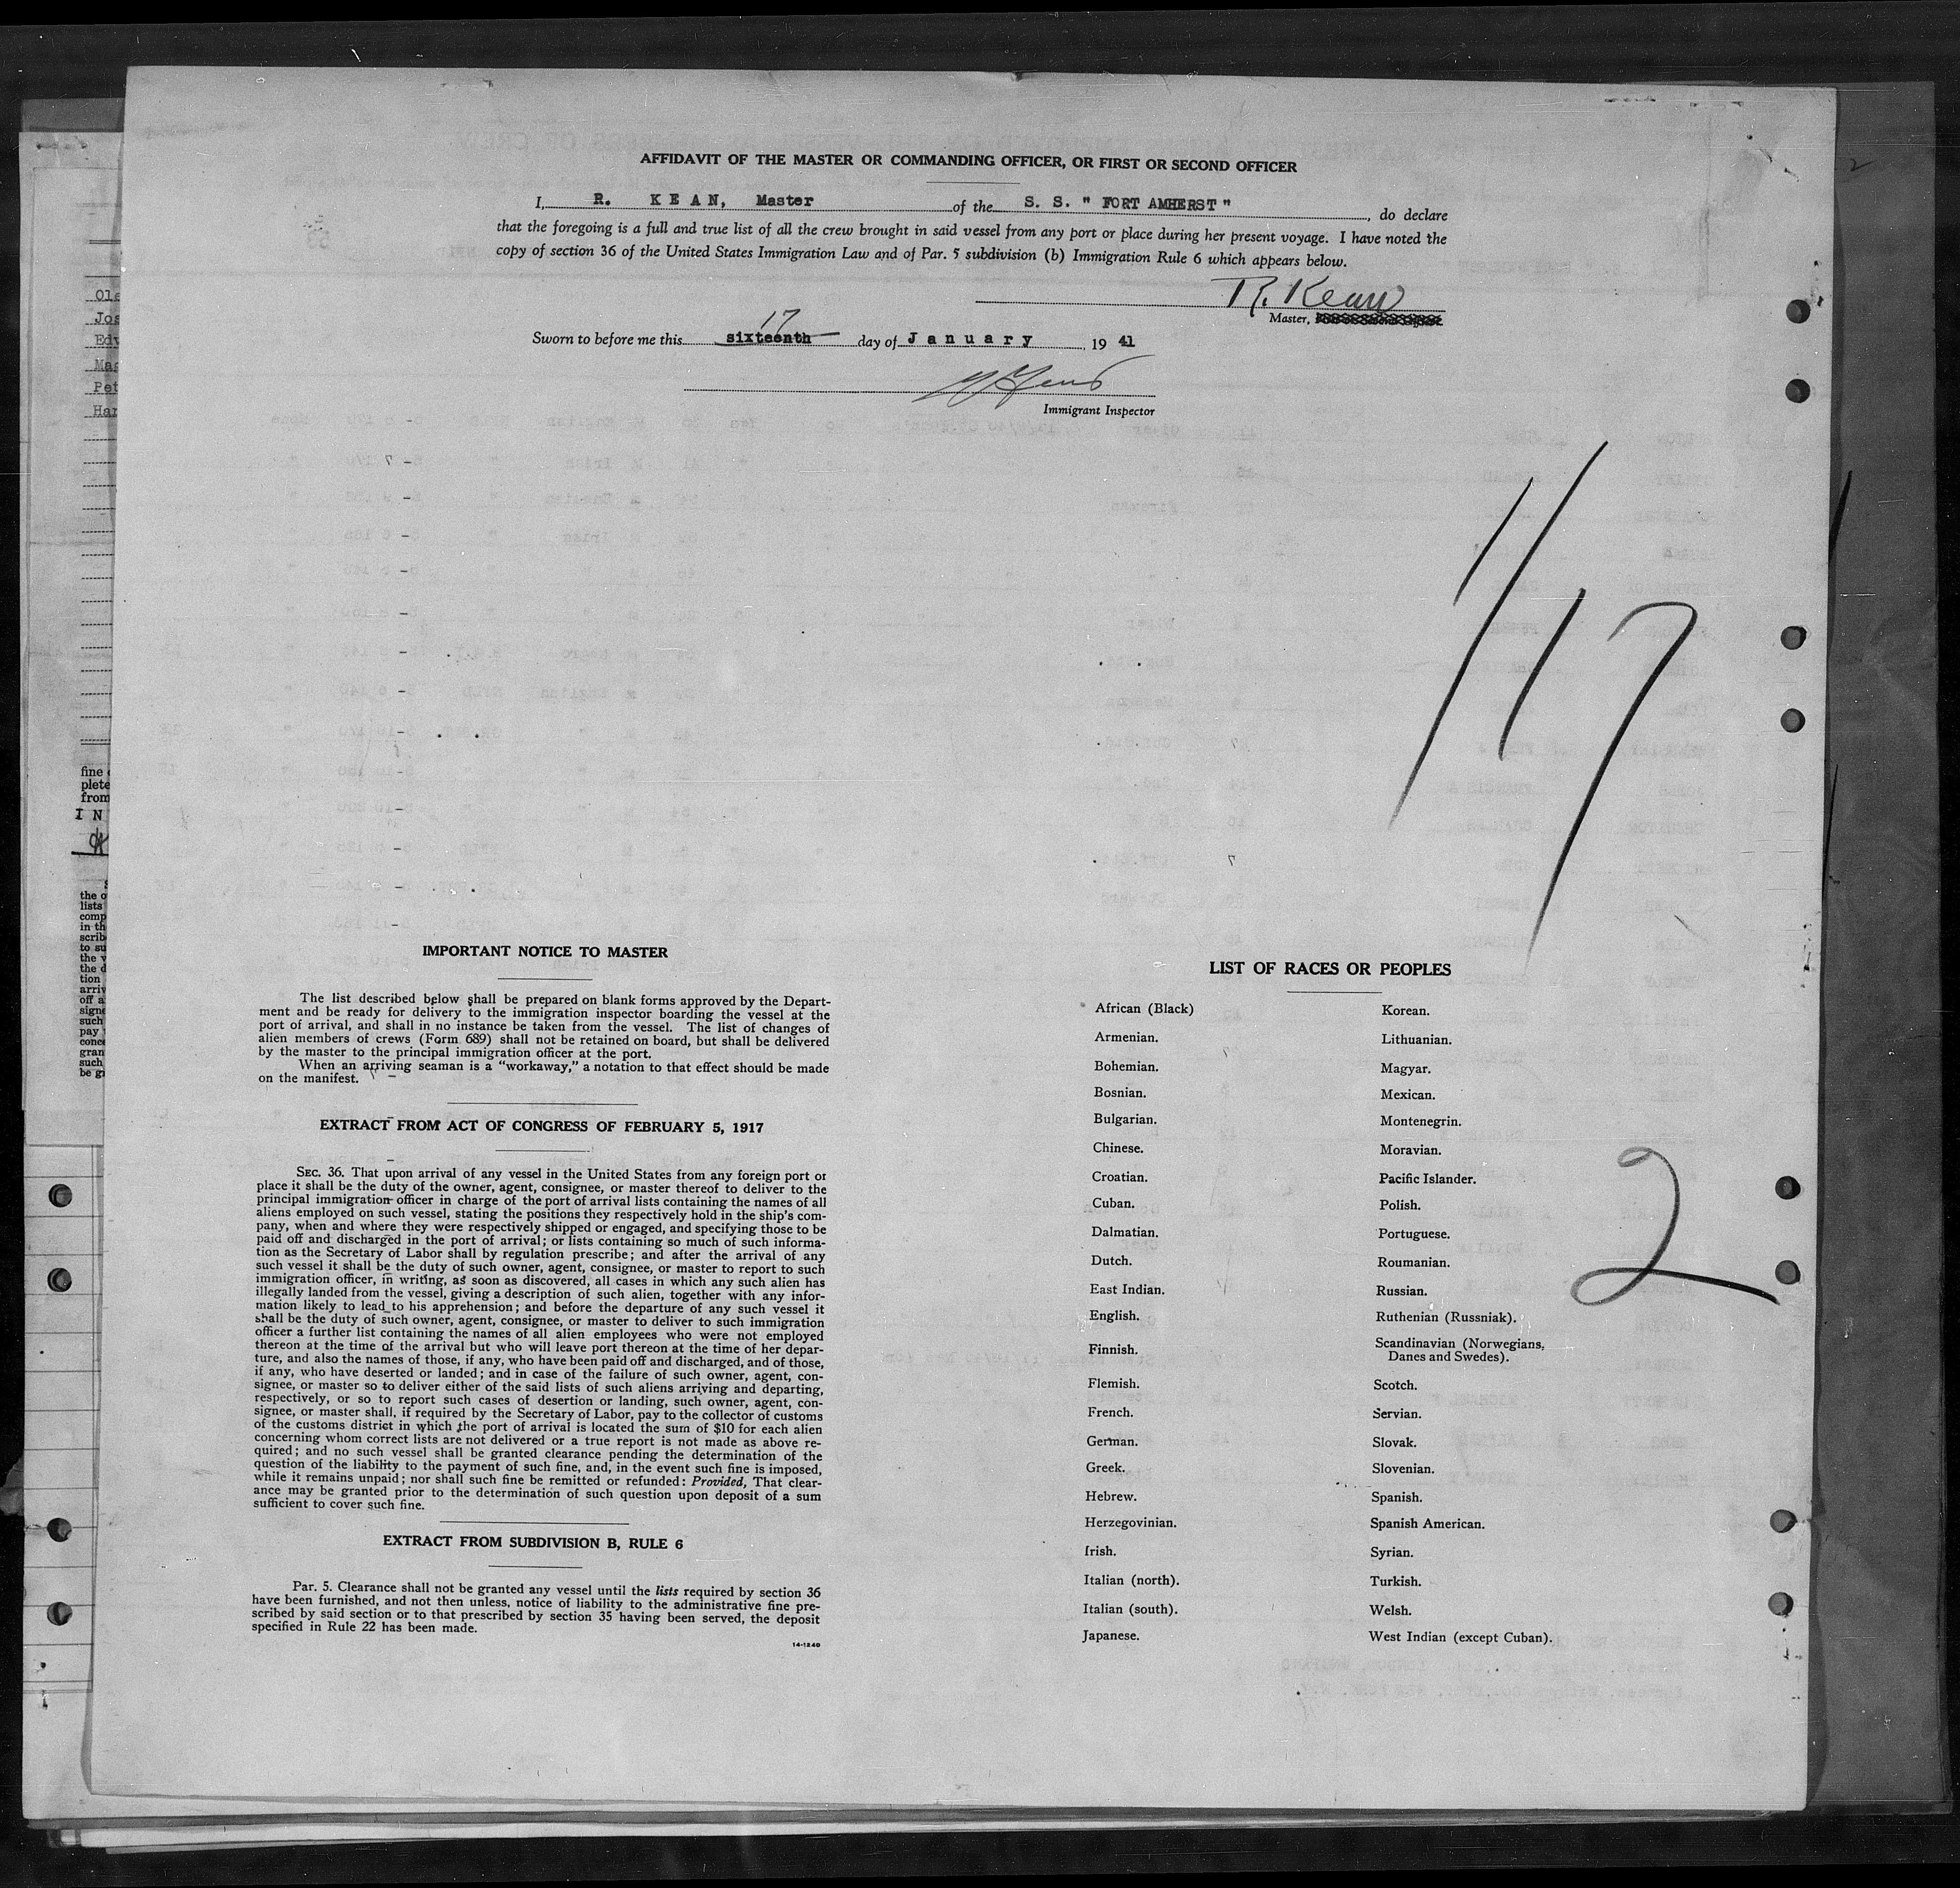 AFFIDAVIT OF THE MASTER OR COMMANDING OFFICER, OR FIRST OR SECOND OFFICER
I, R. KEAN, Master of the S. S. " FORT AMHERST ", do declare
that the foregoing is a full and true list of all the crew brought in said vessel from any port or place during her present voyage. I have noted the
copy of section 36 of the United States Immigration Law and of Par. 5 subdivision (b) Immigration Rule 6 which appears below.
R. Kean
Master,
17
Sworn to before me this sixteenth day of January, 19 41
Immigrant Inspector
1/17
2
IMPORTANT NOTICE TO MASTER
The list described below shall be prepared on blank forms approved by the Depart-
ment and be ready for delivery to the immigration inspector boarding the vessel at the
port of arrival, and shall in no instance be taken from the vessel. The list of changes of
alien members of crews (Form 689) shall not be retained on board, but shall be delivered
by the master to the principal immigration officer at the port.
When an arriving seaman is a “workaway,” a notation to that effect should be made
on the manifest.
EXTRACT FROM ACT OF CONGRESS OF FEBRUARY 5, 1917
SEC. 36. That upon arrival of any vessel in the United States from any foreign port or
place it shall be the duty of the owner, agent, consignee, or master thereof to deliver to the
principal immigration officer in charge of the port of arrival lists containing the names of all
aliens employed on such vessel, stating the positions they respectively hold in the ship's com-
pany, when and where they were respectively shipped or engaged, and specifying those to be
paid off and discharged in the port of arrival; or lists containing so much of such informa-
tion as the Secretary of Labor shall by regulation prescribe; and after the arrival of any
such vessel it shall be the duty of such owner, agent, consignee, or master to report to such
immigration officer, in writing, as soon as discovered, all cases in which any such alien has
illegally landed from the vessel, giving a description of such alien, together with any infor-
mation likely to lead to his apprehension; and before the departure of any such vessel it
shall be the duty of such owner, agent, consignee, or master to deliver to such immigration
officer a further list containing the names of all alien employees who were not employed
thereon at the time of the arrival but who will leave port thereon at the time of her depar-
ture, and also the names of those, if any, who have been paid off and discharged, and of those,
if any, who have deserted or landed; and in case of the failure of such owner, agent, con-
signee, or master so to deliver either of the said lists of such aliens arriving and departing,
respectively, or so to report such cases of desertion or landing, such owner, agent, con-
signee, or master shall, if required by the Secretary of Labor, pay to the collector of customs
of the customs district in which the port of arrival is located the sum of $10 for each alien
concerning whom correct lists are not delivered or a true report is not made as above re-
quired; and no such vessel shall be granted clearance pending the determination of the
question of the liability to the payment of such fine, and, in the event such fine is imposed,
while it remains unpaid; nor shall such fine be remitted or refunded: Provided, That clear-
ance may be granted prior to the determination of such question upon deposit of a sum
sufficient to cover such fine.
EXTRACT FROM SUBDIVISION B, RULE 6
Par. 5. Clearance shall not be granted any vessel until the lists required by section 36
have been furnished, and not then unless, notice of liability to the administrative fine pre-
scribed by said section or to that prescribed by section 35 having been served, the deposit
specified in Rule 22 has been made.
14-1240
LIST OF RACES OR PEOPLES
African (Black)
Armenian.
Bohemian.
Bosnian.
Bulgarian.
Chinese.
Croatian.
Cuban.
Dalmatian.
Dutch.
East Indian.
English.
Finnish.
Flemish.
French.
German.
Greek.
Hebrew.
Herzegovinian.
Irish.
Italian (north).
Italian (south).
Japanese.
Korean.
Lithuanian.
Magyar.
Mexican.
Montenegrin.
Moravian.
Pacific Islander.
Polish.
Portuguese.
Roumanian.
Russian.
Ruthenian (Russniak).
Scandinavian (Norwegians,
Danes and Swedes).
Scotch.
Servian.
Slovak.
Slovenian.
Spanish.
Spanish American.
Syrian.
Turkish.
Welsh.
West Indian (except Cuban).